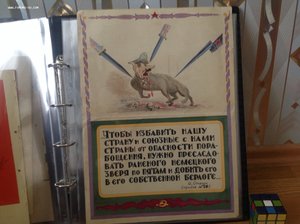 Чтобы избавить нашу
страну и союзные с нами
страны от опасности пора-
бощения, нужно преследо-
вать раненого немецкого
зверя по пятам и добить его
в его собственной берлоге...